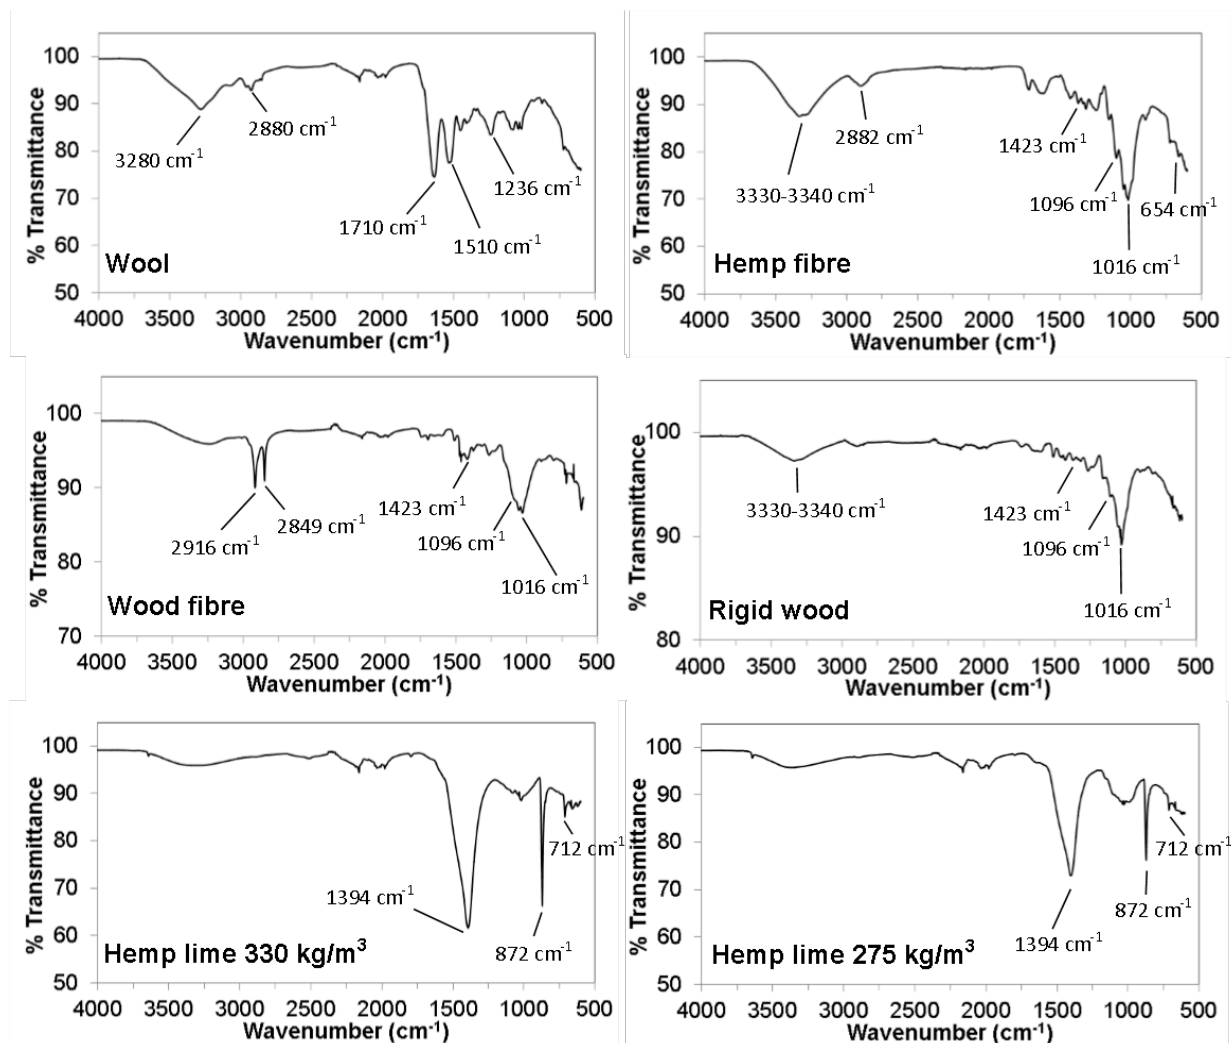 % Transmittance
100
90
80
70
60
50
3280 cm-1
2880 cm-1
1710 cm-1
1510 cm-1
1236 cm-1
Wool
4000 3500 3000 2500 2000 1500 1000 500
Wavenumber (cm-1)
% Transmittance
100
90
80
70
60
50
3330-3340 cm-1
2882 cm-1
1423 cm-1
1096 cm-1
654 cm-1
1016 cm-1
Hemp fibre
4000 3500 3000 2500 2000 1500 1000 500
Wavenumber (cm-1)
% Transmittance
100
90
80
70
2916 cm-1
2849 cm-1
1423 cm-1
1096 cm-1
1016 cm-1
Wood fibre
4000 3500 3000 2500 2000 1500 1000 500
Wavenumber (cm-1)
% Transmittance
100
90
80
3330-3340 cm-1
1423 cm-1
1096 cm-1
1016 cm-1
Rigid wood
4000 3500 3000 2500 2000 1500 1000 500
Wavenumber (cm-1)
% Transmittance
100
90
80
70
60
50
1394 cm-1
872 cm-1
712 cm-1
Hemp lime 330 kg/m3
4000 3500 3000 2500 2000 1500 1000 500
Wavenumber (cm-1)
% Transmittance
100
90
80
70
60
50
1394 cm-1
872 cm-1
712 cm-1
Hemp lime 275 kg/m3
4000 3500 3000 2500 2000 1500 1000 500
Wavenumber (cm-1)